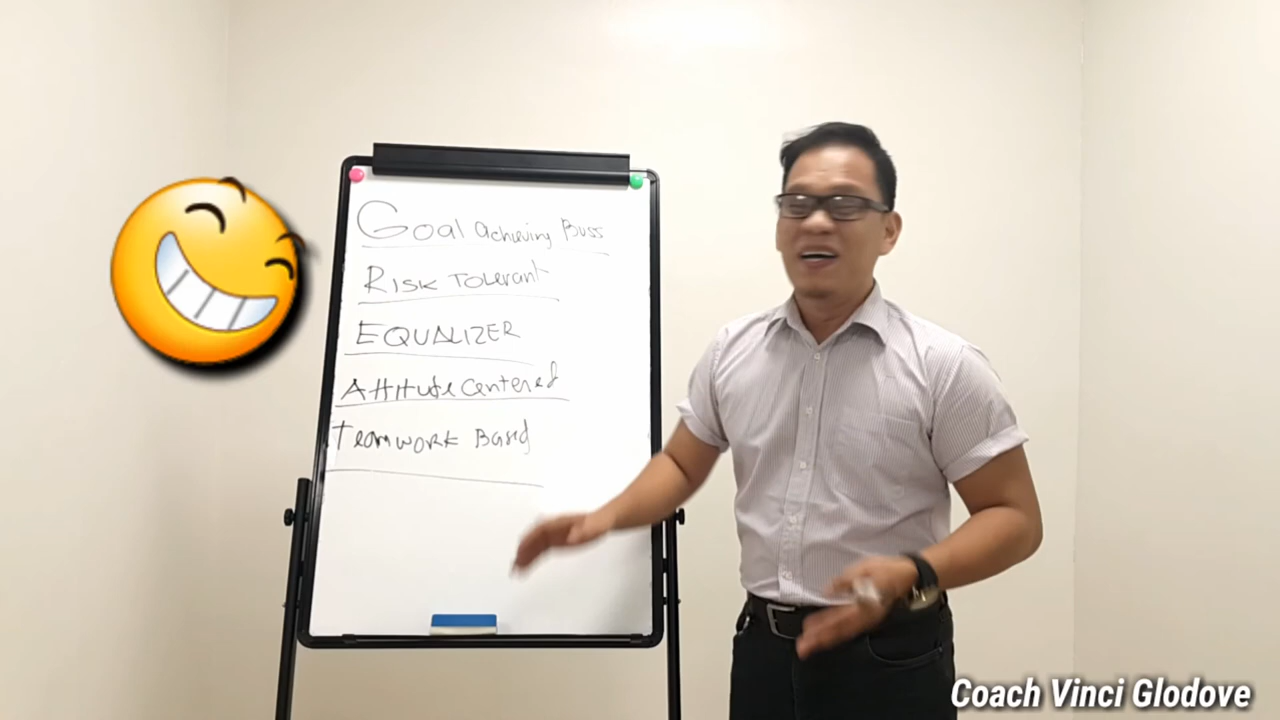 Goal achieving Boss
RISK TOLerant
EQUALIZER
Attitude centered
Teamwork Based
Coach Vinci Glodove